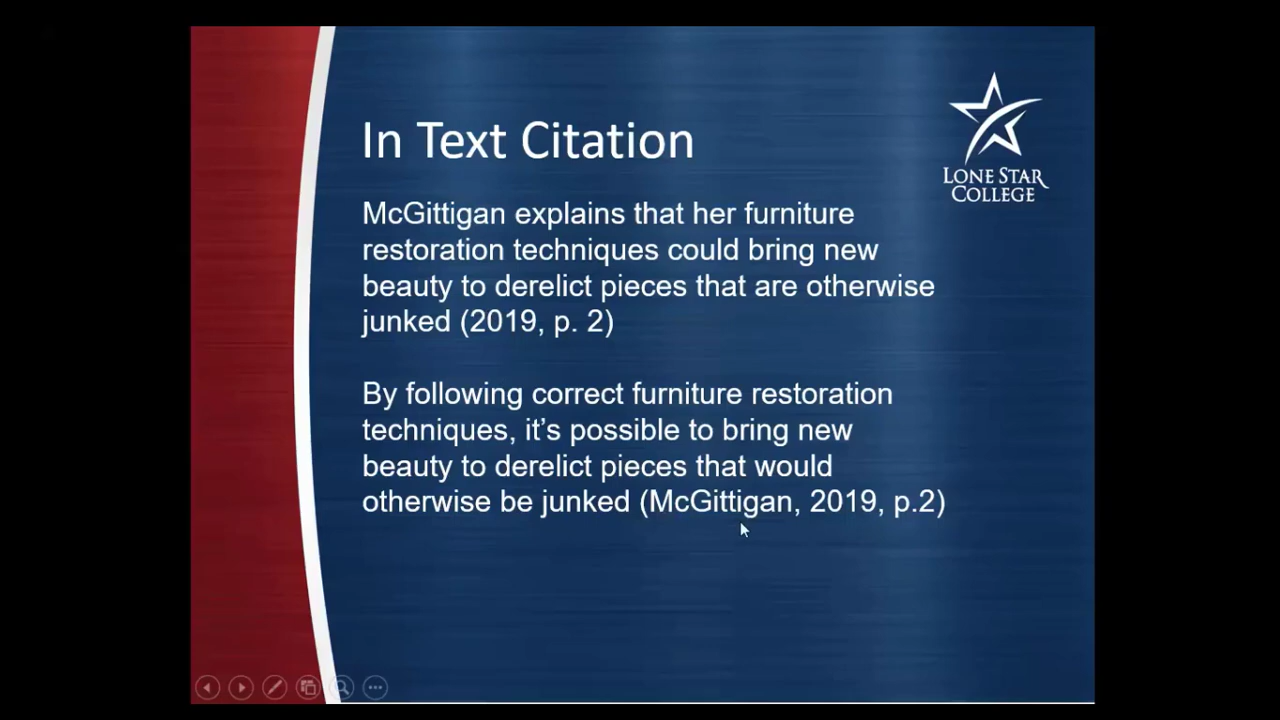 In Text Citation
LONE STAR
COLLEGE
McGittigan explains that her furniture
restoration techniques could bring new
beauty to derelict pieces that are otherwise
junked (2019, p. 2)
By following correct furniture restoration
techniques, it’s possible to bring new
beauty to derelict pieces that would
otherwise be junked (McGittigan, 2019, p.2)